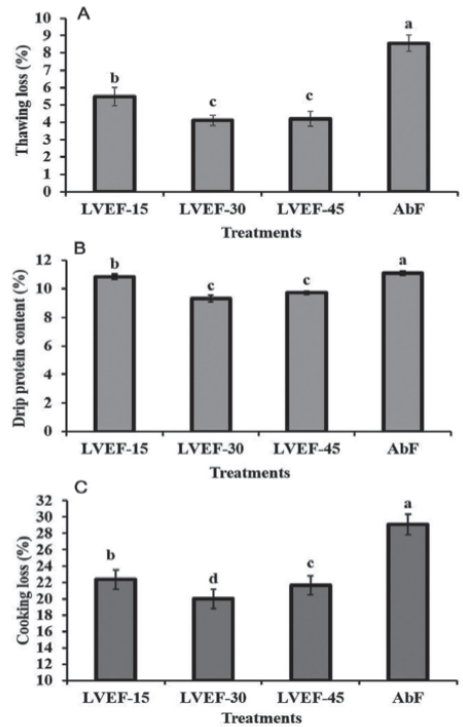 A
Thawing loss (%)
10
9
8
7
6
5
4
3
2
1
0
b
c
c
a
LVEF-15 LVEF-30 LVEF-45 AbF
Treatments
B
Drip protein content (%)
12
10
8
6
4
2
0
b
c
c
a
LVEF-15 LVEF-30 LVEF-45 AbF
Treatments
C
Cooking loss (%)
32
30
28
26
24
22
20
18
16
14
12
10
b
d
c
a
LVEF-15 LVEF-30 LVEF-45 AbF
Treatments